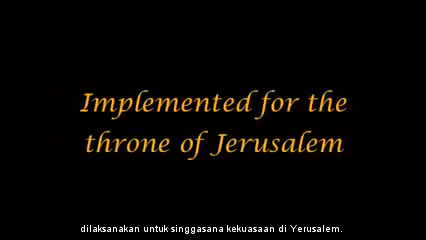 Implemented for the
throne of Jerusalem
dilaksanakan untuk singgasana kekuasaan di Yerusalem.